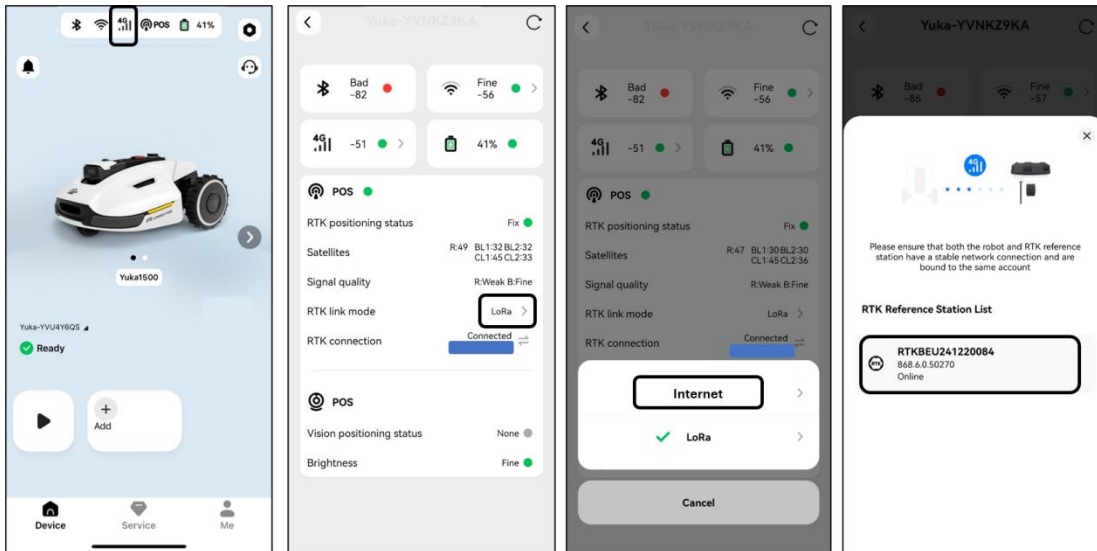 4G
POS
41%
Yuka1500
Yuka-YVU4Y6QS
Ready
+
Add
Device
Service
Me
Yuka-YVNKZ9KA
Bad
-82
Fine
-56
4G
-51
41%
POS
RTK positioning status
Fix
Satellites
R:49 BL1:32 BL2:32
CL1:45 CL2:33
Signal quality
R:Weak B:Fine
RTK link mode
LoRa
RTK connection
Connected
POS
Vision positioning status
None
Brightness
Fine
Yuka-YVNKZ9KA
Bad
-82
Fine
-56
4G
-51
41%
POS
RTK positioning status
Fix
Satellites
R:47 BL1:30 BL2:30
CL1:45 CL2:36
Signal quality
R:Weak B:Fine
RTK link mode
LoRa
RTK connection
Connected
Internet
LoRa
Cancel
Yuka-YVNKZ9KA
Bad
-86
Fine
-57
4G
Please ensure that both the robot and RTK reference
station have a stable network connection and are
bound to the same account
RTK Reference Station List
RTK
RTKBEU241220084
868.6.0.50270
Online